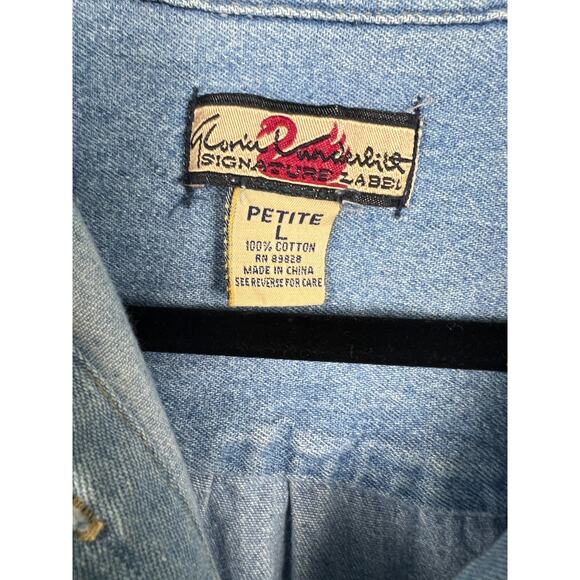 Gloria Vanderbilt
SIGNATURE LABEL
PETITE
L
100% COTTON
RN 89828
MADE IN CHINA
SEE REVERSE FOR CARE